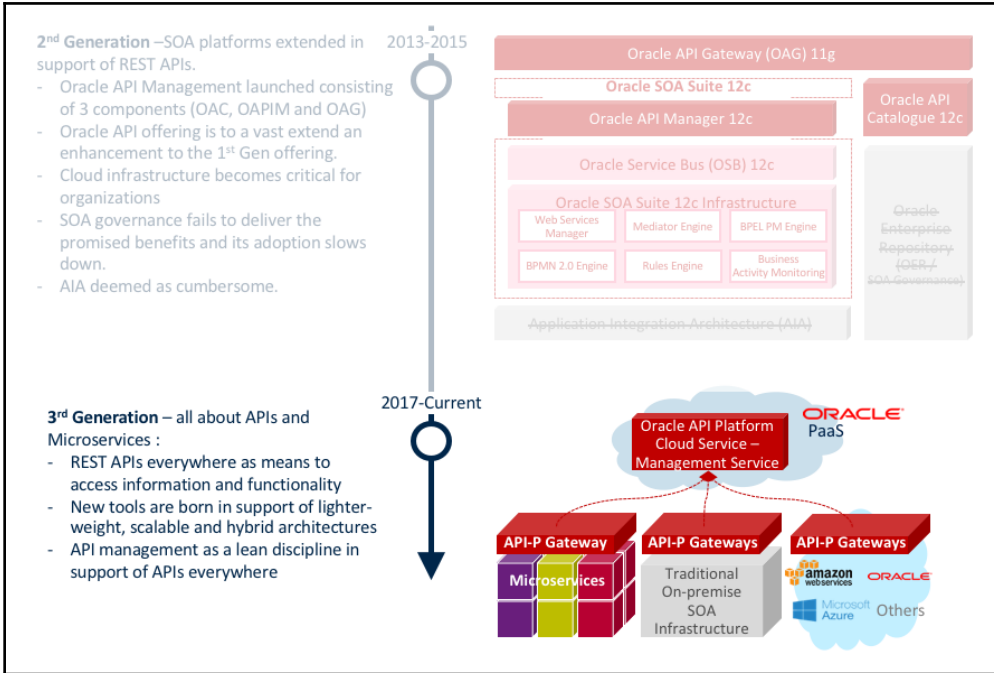 2nd Generation –SOA platforms extended in
support of REST APIs.
- Oracle API Management launched consisting
of 3 components (OAC, OAPIM and OAG)
- Oracle API offering is to a vast extend an
enhancement to the 1st Gen offering.
- Cloud infrastructure becomes critical for
organizations
- SOA governance fails to deliver the
promised benefits and its adoption slows
down.
- AIA deemed as cumbersome.
2013-2015
Oracle API Gateway (OAG) 11g
Oracle SOA Suite 12c
Oracle API Manager 12c
Oracle API
Catalogue 12c
Oracle Service Bus (OSB) 12c
Oracle SOA Suite 12c Infrastructure
Web Services
Manager
Mediator Engine
BPEL PM Engine
BPMN 2.0 Engine
Rules Engine
Business
Activity Monitoring
Oracle
Enterprise
Repository
(OER /
SOA Governance)
Application Integration Architecture (AIA)
3rd Generation – all about APIs and
Microservices :
- REST APIs everywhere as means to
access information and functionality
- New tools are born in support of lighter-
weight, scalable and hybrid architectures
- API management as a lean discipline in
support of APIs everywhere
2017-Current
Oracle API Platform
Cloud Service –
Management Service
ORACLE
PaaS
API-P Gateway
Microservices
API-P Gateways
Traditional
On-premise
SOA
Infrastructure
API-P Gateways
amazon
webservices
ORACLE
Microsoft
Azure
Others